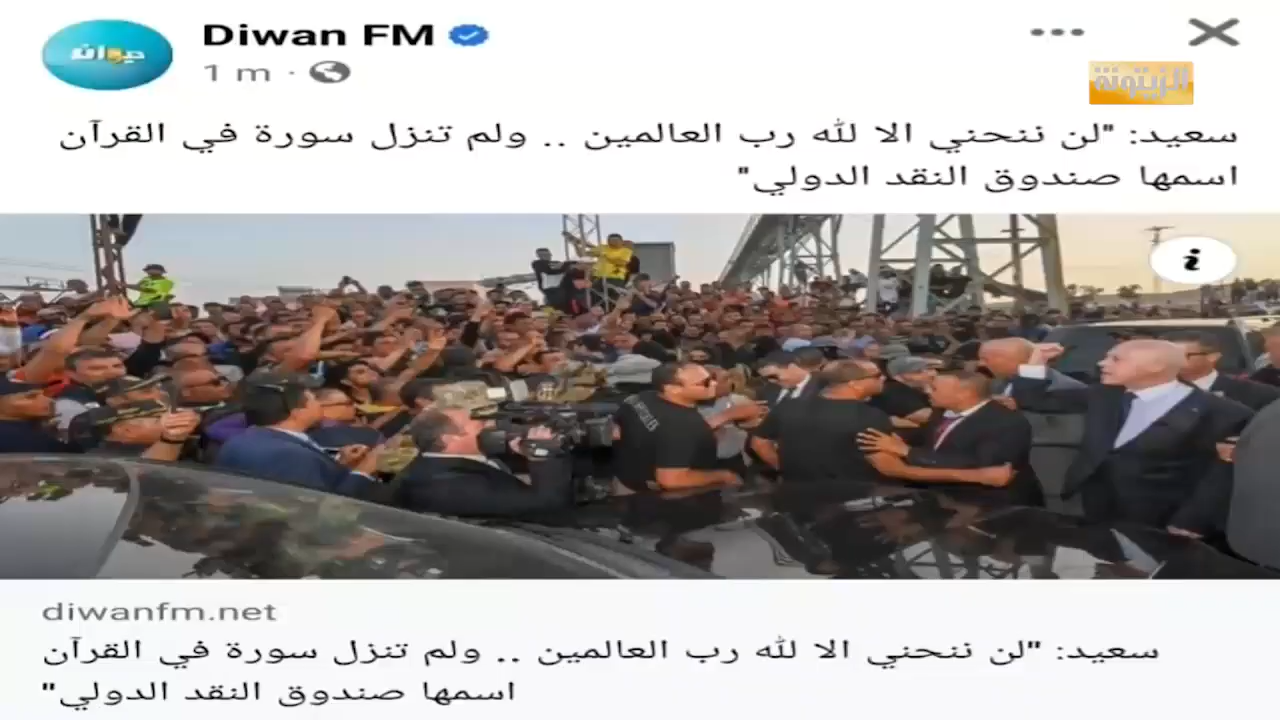 Diwan FM
ديوان
1 m ·
الزيتونة
سعيد: "لن ننحني الا لله رب العالمين .. ولم تنزل سورة في القرآن
اسمها صندوق النقد الدولي"
i
diwanfm.net
سعيد: "لن ننحني الا لله رب العالمين .. ولم تنزل سورة في القرآن
اسمها صندوق النقد الدولي"